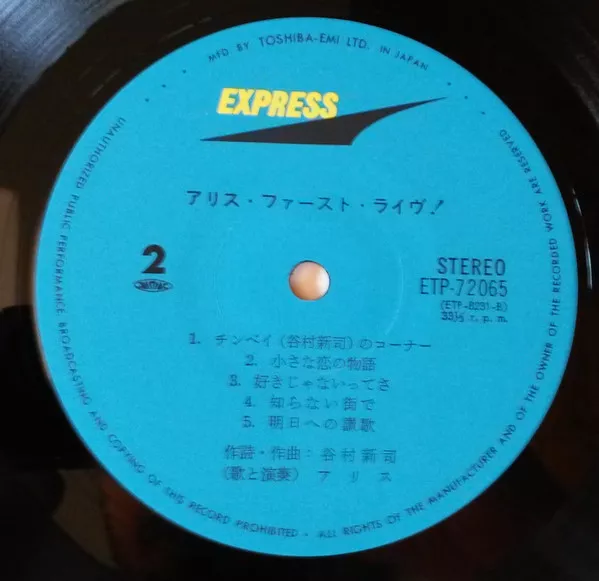 MFD BY TOSHIBA-EMI LTD. IN JAPAN
EXPRESS
アリス・ファースト・ライヴ!
2
STEREO
ETP-72065
(ETP-8231-B)
33⅓ r.p.m.
1. チンペイ(谷村新司)のコーナー
2. 小さな恋の物語
3. 好きじゃないってさ
4. 知らない街で
5. 明日への讃歌
作詩・作曲: 谷村新司
(歌と演奏) アリス
UNAUTHORIZED PUBLIC PERFORMANCE, BROADCASTING AND COPYING OF THIS RECORD PROHIBITED - ALL RIGHTS OF THE MANUFACTURER AND OF THE OWNER OF THE RECORDED WORK ARE RESERVED